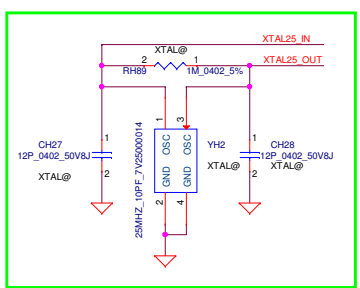 XTAL25_IN
XTAL@
2
1
XTAL25_OUT
RH89
1M_0402_5%
1
3
CH27
1
12P_0402_50V8J
XTAL@
2
OSC
OSC
GND
GND
YH2
XTAL@
25MHZ_10PF_7V25000014
CH28
1
12P_0402_50V8J
XTAL@
2
2
4